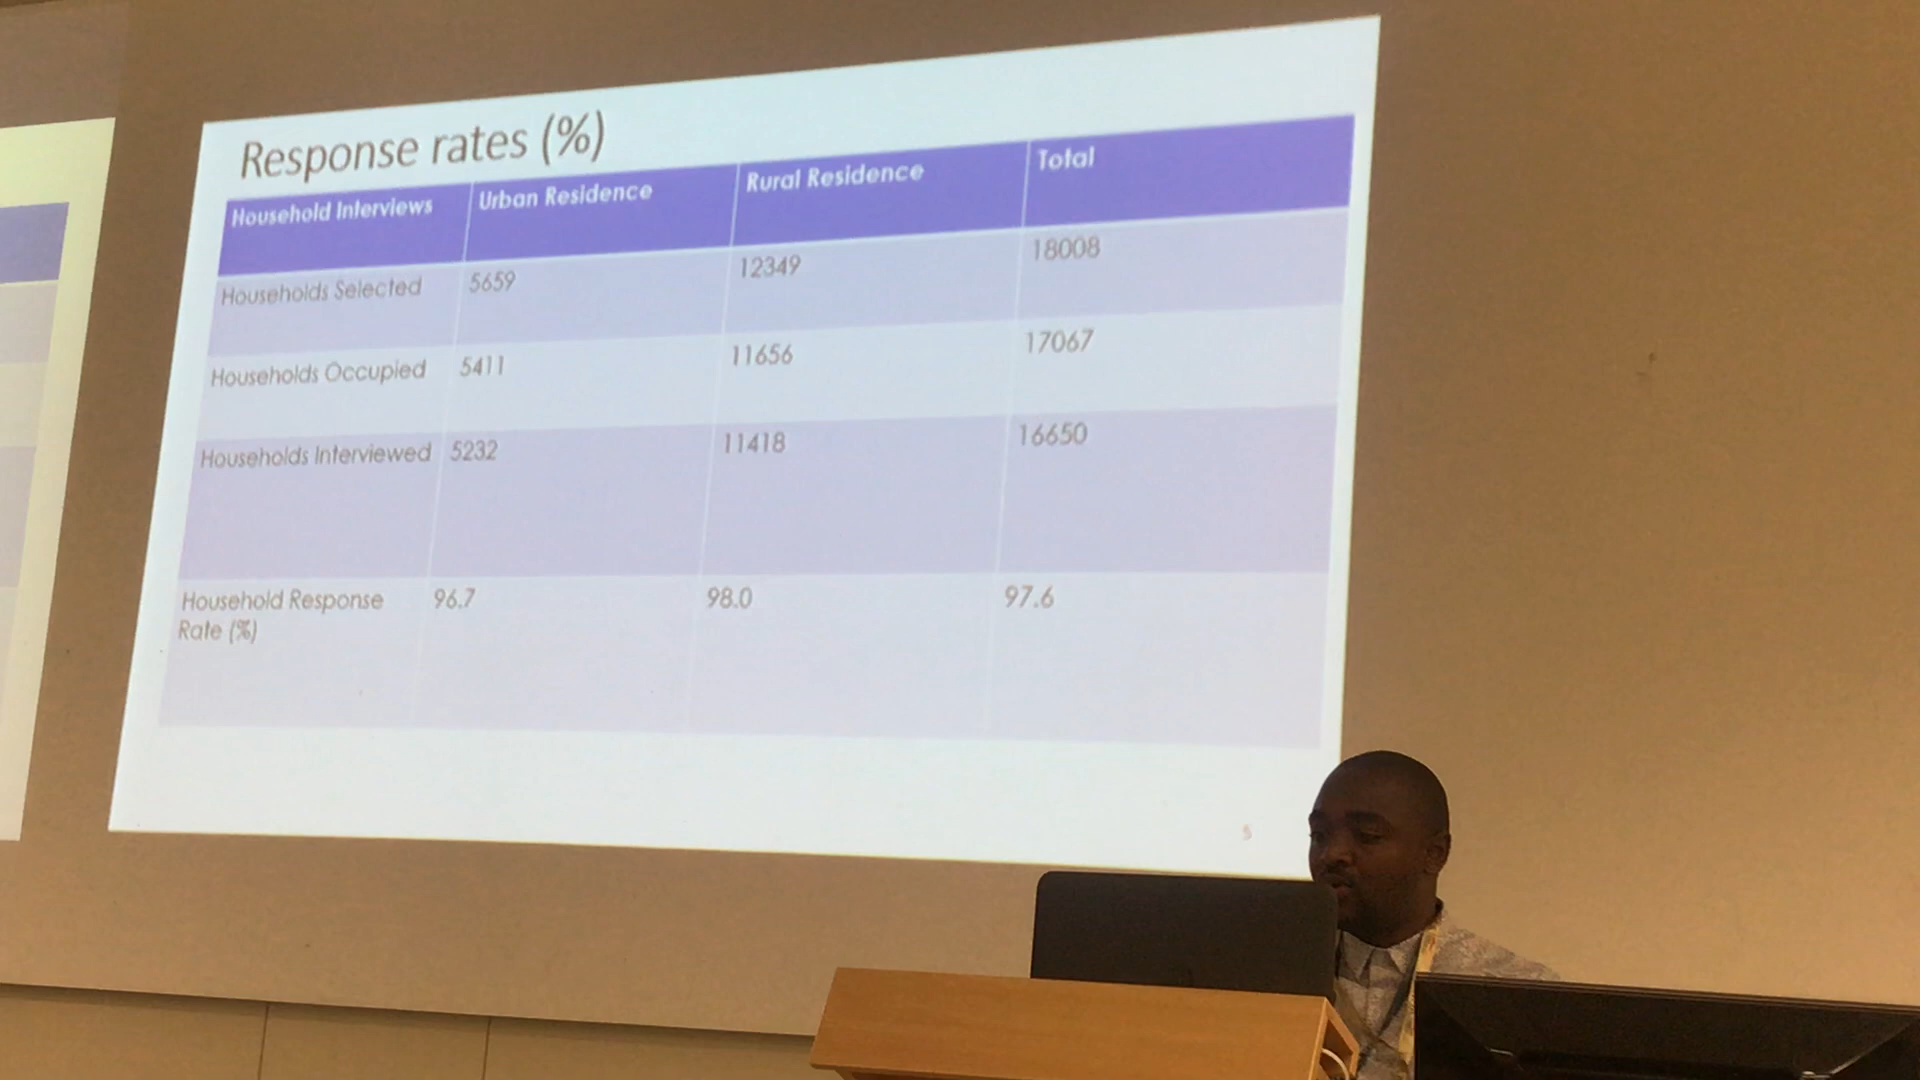 Response rates (%)
Household Interviews Urban Residence Rural Residence Total
Households Selected 5659 12349 18008
Households Occupied 5411 11656 17067
Households Interviewed 5232 11418 16650
Household Response 96.7 98.0 97.6
Rate (%)